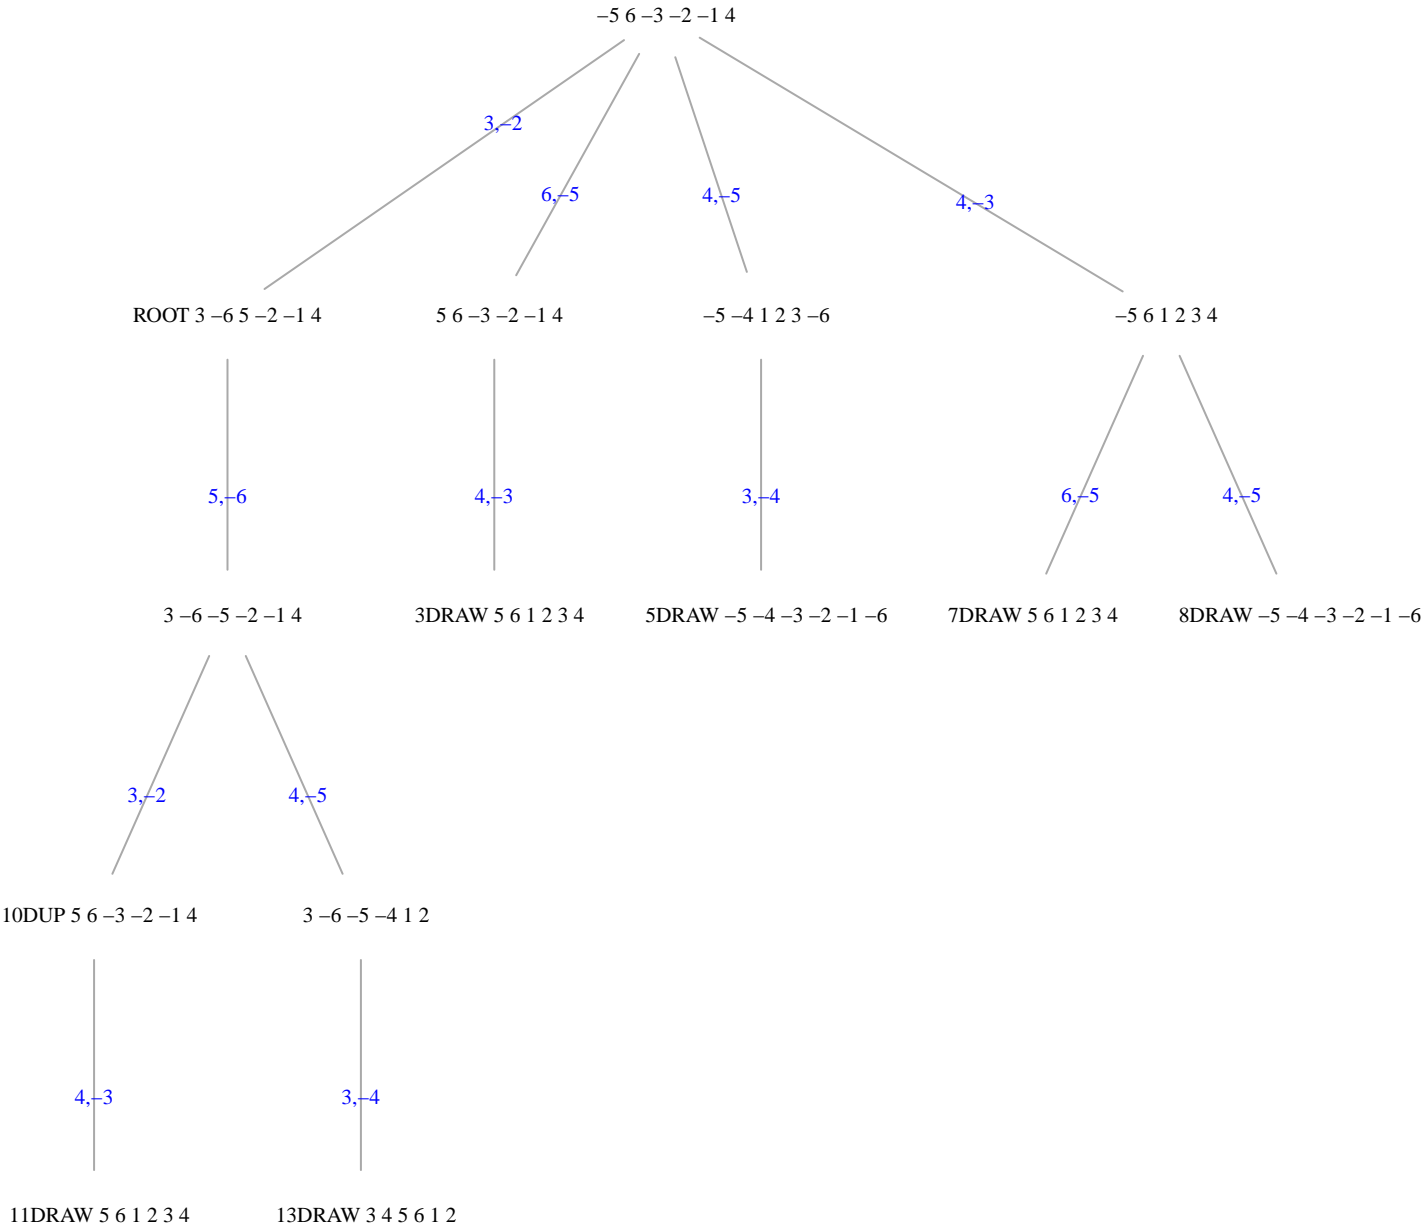 –5 6 –3 –2 –1 4
3,–2
6,–5
4,–5
4,–3
ROOT 3 –6 5 –2 –1 4
5 6 –3 –2 –1 4
–5 –4 1 2 3 –6
–5 6 1 2 3 4
5,–6
4,–3
3,–4
6,–5
4,–5
3 –6 –5 –2 –1 4
3DRAW 5 6 1 2 3 4
5DRAW –5 –4 –3 –2 –1 –6
7DRAW 5 6 1 2 3 4
8DRAW –5 –4 –3 –2 –1 –6
3,–2
4,–5
10DUP 5 6 –3 –2 –1 4
3 –6 –5 –4 1 2
4,–3
3,–4
11DRAW 5 6 1 2 3 4
13DRAW 3 4 5 6 1 2